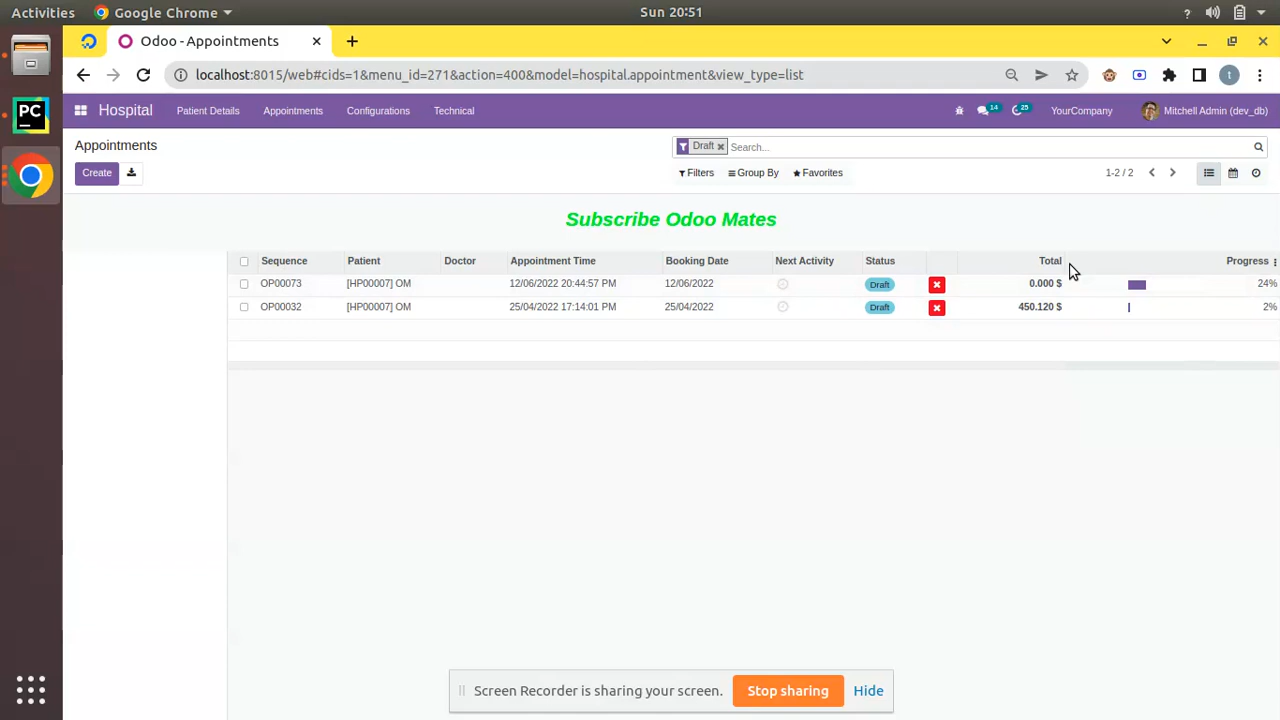 Activities Google Chrome Sun 20:51
Odoo - Appointments
localhost:8015/web#cids=1&menu_id=271&action=400&model=hospital.appointment&view_type=list t
Hospital Patient Details Appointments Configurations Technical 14 25 YourCompany Mitchell Admin (dev_db)
Appointments Draft Search...
Create Filters Group By Favorites 1-2 / 2
Subscribe Odoo Mates
Sequence Patient Doctor Appointment Time Booking Date Next Activity Status Total Progress
OP00073 [HP00007] OM 12/06/2022 20:44:57 PM 12/06/2022 Draft 0.000 $ 24%
OP00032 [HP00007] OM 25/04/2022 17:14:01 PM 25/04/2022 Draft 450.120 $ 2%
Screen Recorder is sharing your screen. Stop sharing Hide
PC